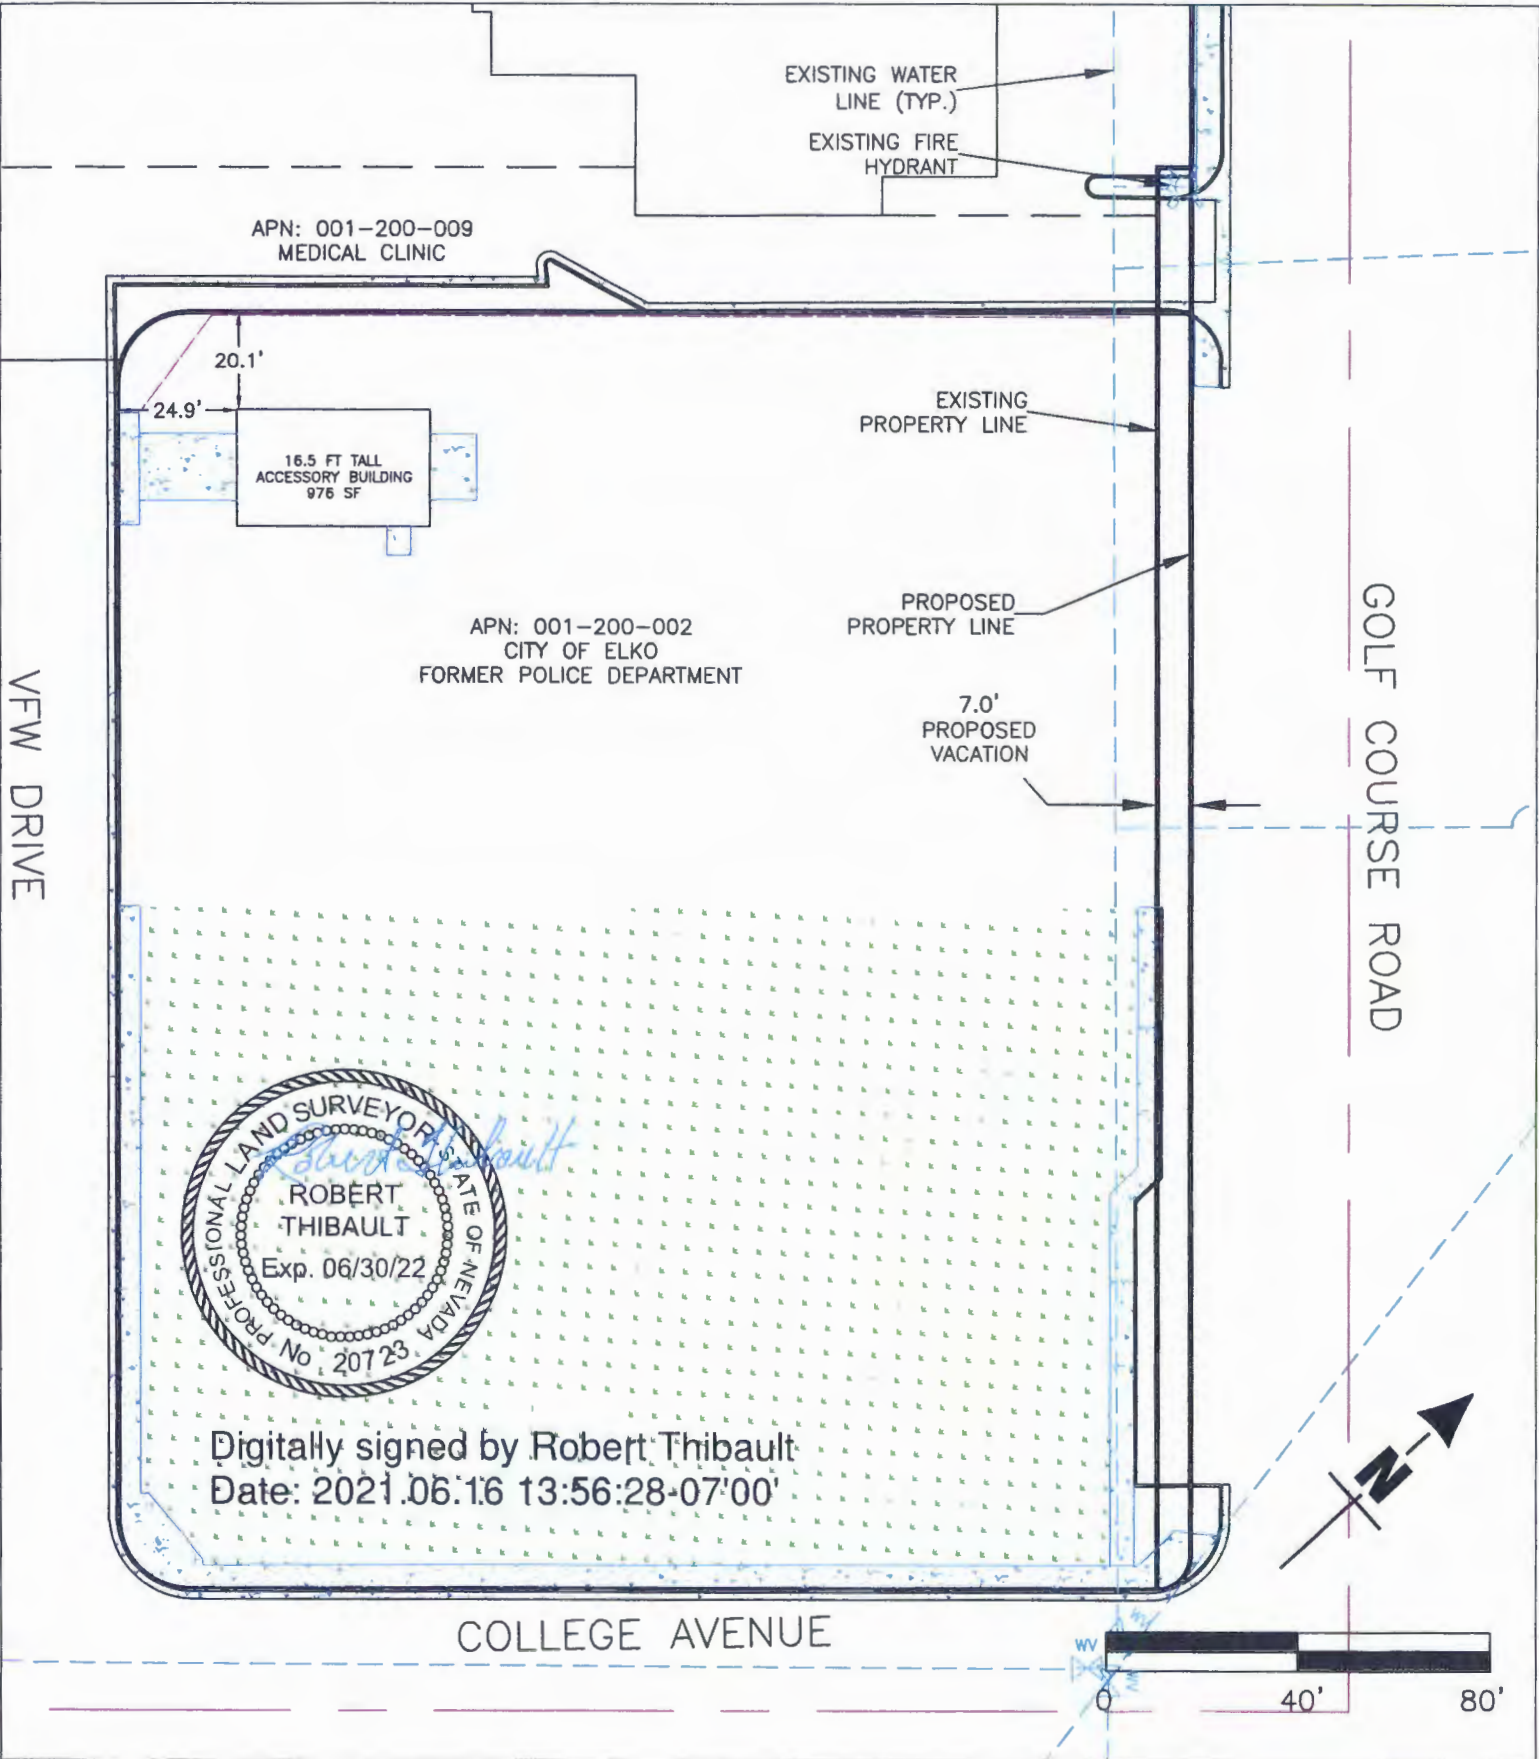 EXISTING WATER
LINE (TYP.)
EXISTING FIRE
HYDRANT
APN: 001-200-009
MEDICAL CLINIC
20.1'
24.9'
16.5 FT TALL
ACCESSORY BUILDING
976 SF
EXISTING
PROPERTY LINE
PROPOSED
PROPERTY LINE
APN: 001-200-002
CITY OF ELKO
FORMER POLICE DEPARTMENT
7.0'
PROPOSED
VACATION
VFW DRIVE
GOLF COURSE ROAD
PROFESSIONAL LAND SURVEYOR STATE OF NEVADA
Robert Thibault
ROBERT
THIBAULT
Exp. 06/30/22
No. 20723
Digitally signed by Robert Thibault
Date: 2021.06.16 13:56:28-07'00'
N
COLLEGE AVENUE
WV
WV
WV
0 40' 80'